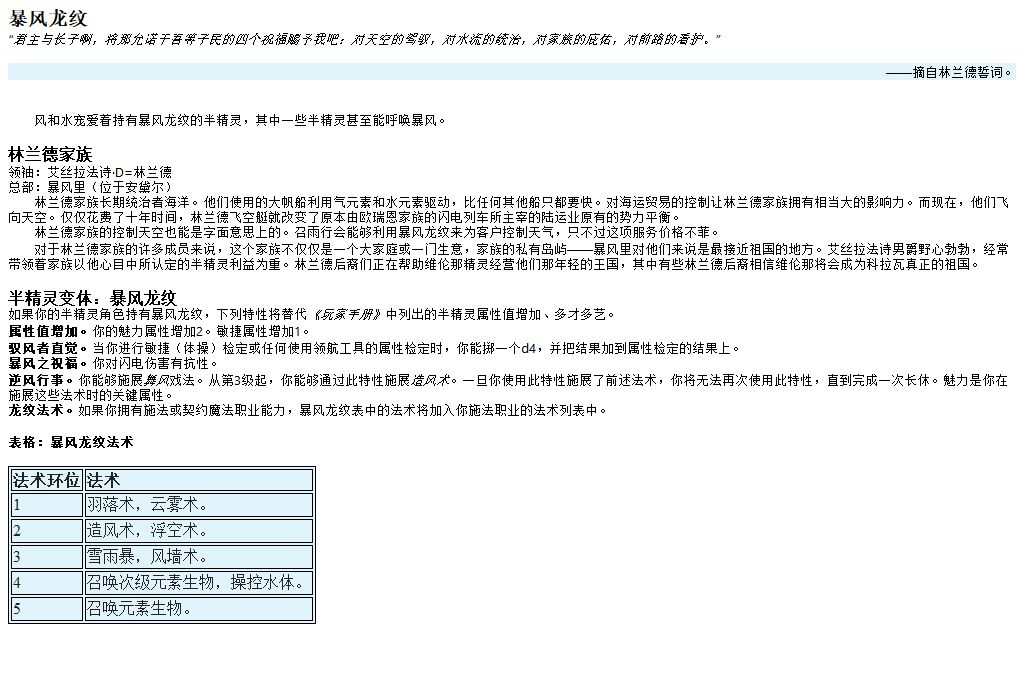 暴风龙纹
“君主与长子啊，将那允诺于吾等子民的四个祝福赐予我吧：对天空的驾驭，对水流的统治，对家族的庇佑，对前路的看护。”
——摘自林兰德誓词。
风和水宠爱着持有暴风龙纹的半精灵，其中一些半精灵甚至能呼唤暴风。
林兰德家族
领袖：艾丝拉法诗·D=林兰德
总部：暴风里（位于安黛尔）
林兰德家族长期统治者海洋。他们使用的大帆船利用气元素和水元素驱动，比任何其他船只都要快。对海运贸易的控制让林兰德家族拥有相当大的影响力。而现在，他们飞
向天空。仅仅花费了十年时间，林兰德飞空艇就改变了原本由欧瑞恩家族的闪电列车所主宰的陆运业原有的势力平衡。
林兰德家族的控制天空也能是字面意思上的。召雨行会能够利用暴风龙纹来为客户控制天气，只不过这项服务价格不菲。
对于林兰德家族的许多成员来说，这个家族不仅仅是一个大家庭或一门生意，家族的私有岛屿——暴风里对他们来说是最接近祖国的地方。艾丝拉法诗男爵野心勃勃，经常
带领着家族以他心目中所认定的半精灵利益为重。林兰德后裔们正在帮助维伦那精灵经营他们那年轻的王国，其中有些林兰德后裔相信维伦那将会成为科拉瓦真正的祖国。
半精灵变体：暴风龙纹
如果你的半精灵角色持有暴风龙纹，下列特性将替代《玩家手册》中列出的半精灵属性值增加、多才多艺。
属性值增加。你的魅力属性增加2。敏捷属性增加1。
驭风者直觉。当你进行敏捷（体操）检定或任何使用领航工具的属性检定时，你能掷一个d4，并把结果加到属性检定的结果上。
暴风之祝福。你对闪电伤害有抗性。
逆风行事。你能够施展舞风戏法。从第3级起，你能够通过此特性施展造风术。一旦你使用此特性施展了前述法术，你将无法再次使用此特性，直到完成一次长休。魅力是你在
施展这些法术时的关键属性。
龙纹法术。如果你拥有施法或契约魔法职业能力，暴风龙纹表中的法术将加入你施法职业的法术列表中。
表格：暴风龙纹法术
法术环位 法术
1 羽落术，云雾术。
2 造风术，浮空术。
3 雪雨暴，风墙术。
4 召唤次级元素生物，操控水体。
5 召唤元素生物。